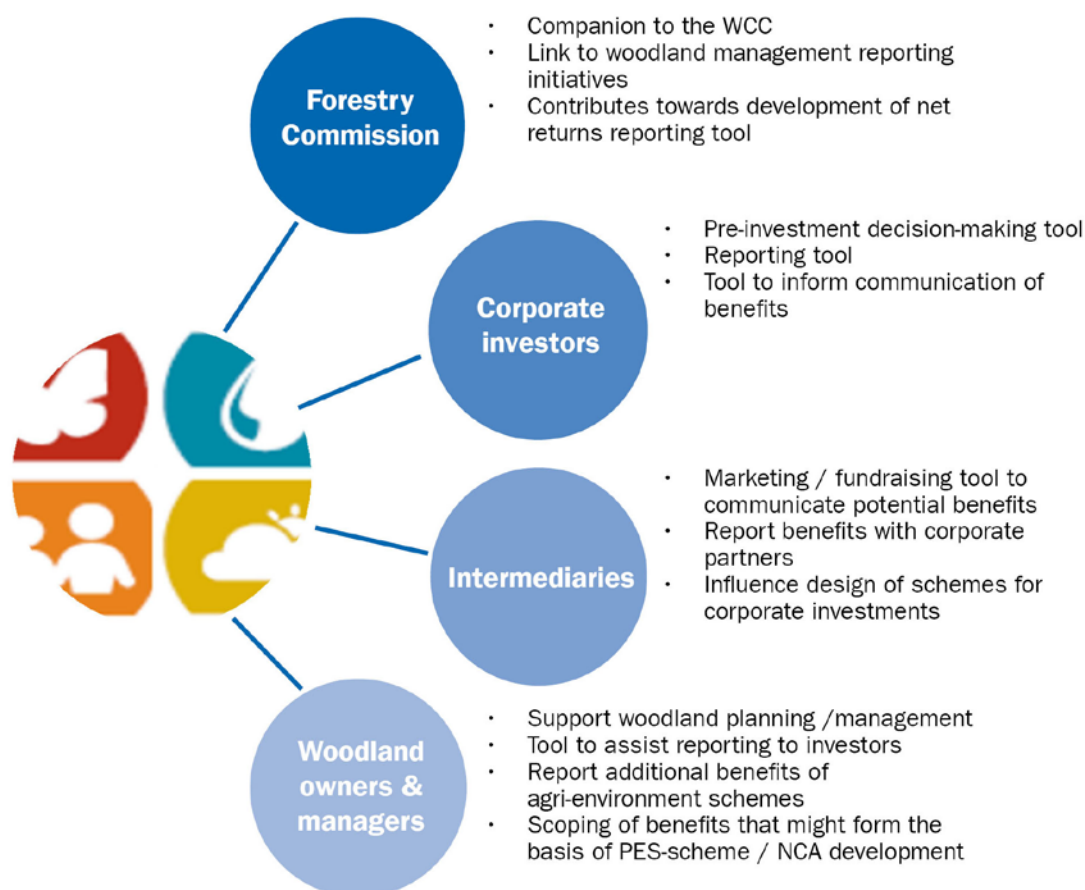 Forestry
Commission
· Companion to the WCC
· Link to woodland management reporting
initiatives
· Contributes towards development of net
returns reporting tool
Corporate
investors
· Pre-investment decision-making tool
· Reporting tool
· Tool to inform communication of
benefits
Intermediaries
· Marketing / fundraising tool to
communicate potential benefits
· Report benefits with corporate
partners
· Influence design of schemes for
corporate investments
Woodland
owners &
managers
· Support woodland planning /management
· Tool to assist reporting to investors
· Report additional benefits of
agri-environment schemes
· Scoping of benefits that might form the
basis of PES-scheme / NCA development